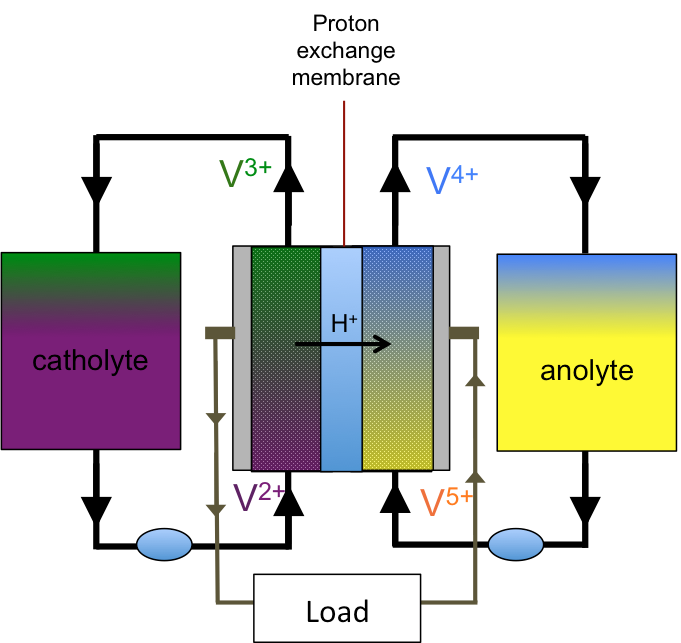 Proton
exchange
membrane
V3+
V4+
H+
catholyte
anolyte
V2+
V5+
Load